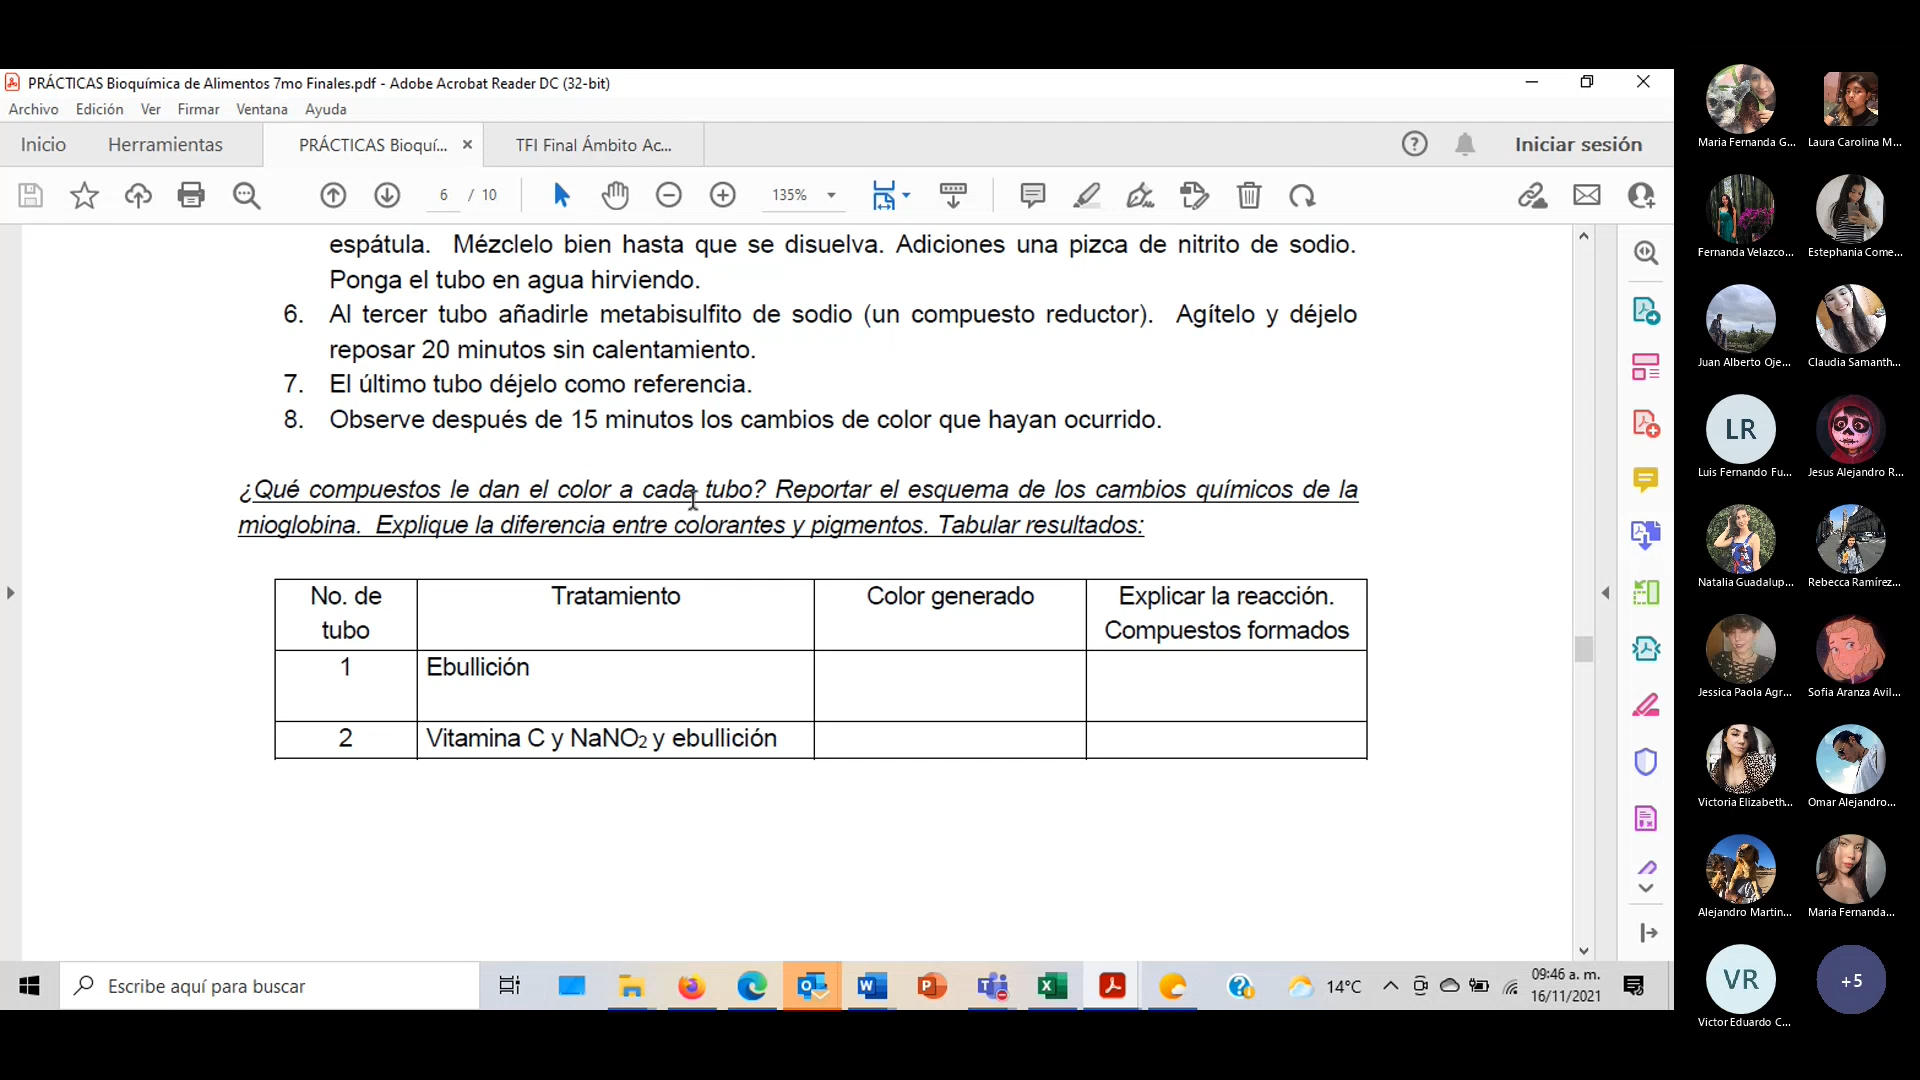 PRÁCTICAS Bioquímica de Alimentos 7mo Finales.pdf - Adobe Acrobat Reader DC (32-bit)
Archivo Edición Ver Firmar Ventana Ayuda
Inicio Herramientas PRÁCTICAS Bioquí... × TFI Final Ámbito Ac... Iniciar sesión
6 / 10 135%
espátula. Mézclelo bien hasta que se disuelva. Adiciones una pizca de nitrito de sodio.
Ponga el tubo en agua hirviendo.
6. Al tercer tubo añadirle metabisulfito de sodio (un compuesto reductor). Agítelo y déjelo
reposar 20 minutos sin calentamiento.
7. El último tubo déjelo como referencia.
8. Observe después de 15 minutos los cambios de color que hayan ocurrido.
¿Qué compuestos le dan el color a cada tubo? Reportar el esquema de los cambios químicos de la
mioglobina. Explique la diferencia entre colorantes y pigmentos. Tabular resultados:
No. de Tratamiento Color generado Explicar la reacción.
tubo Compuestos formados
1 Ebullición
2 Vitamina C y NaNO2 y ebullición
Escribe aquí para buscar
14°C
09:46 a. m.
16/11/2021
Maria Fernanda G... Laura Carolina M...
Fernanda Velazco... Estephania Come...
Juan Alberto Oje... Claudia Samanth...
LR
Luis Fernando Fu... Jesus Alejandro R...
Natalia Guadalup... Rebecca Ramírez...
Jessica Paola Agr... Sofia Aranza Avil...
Victoria Elizabeth... Omar Alejandro...
Alejandro Martin... Maria Fernanda...
VR +5
Victor Eduardo C...